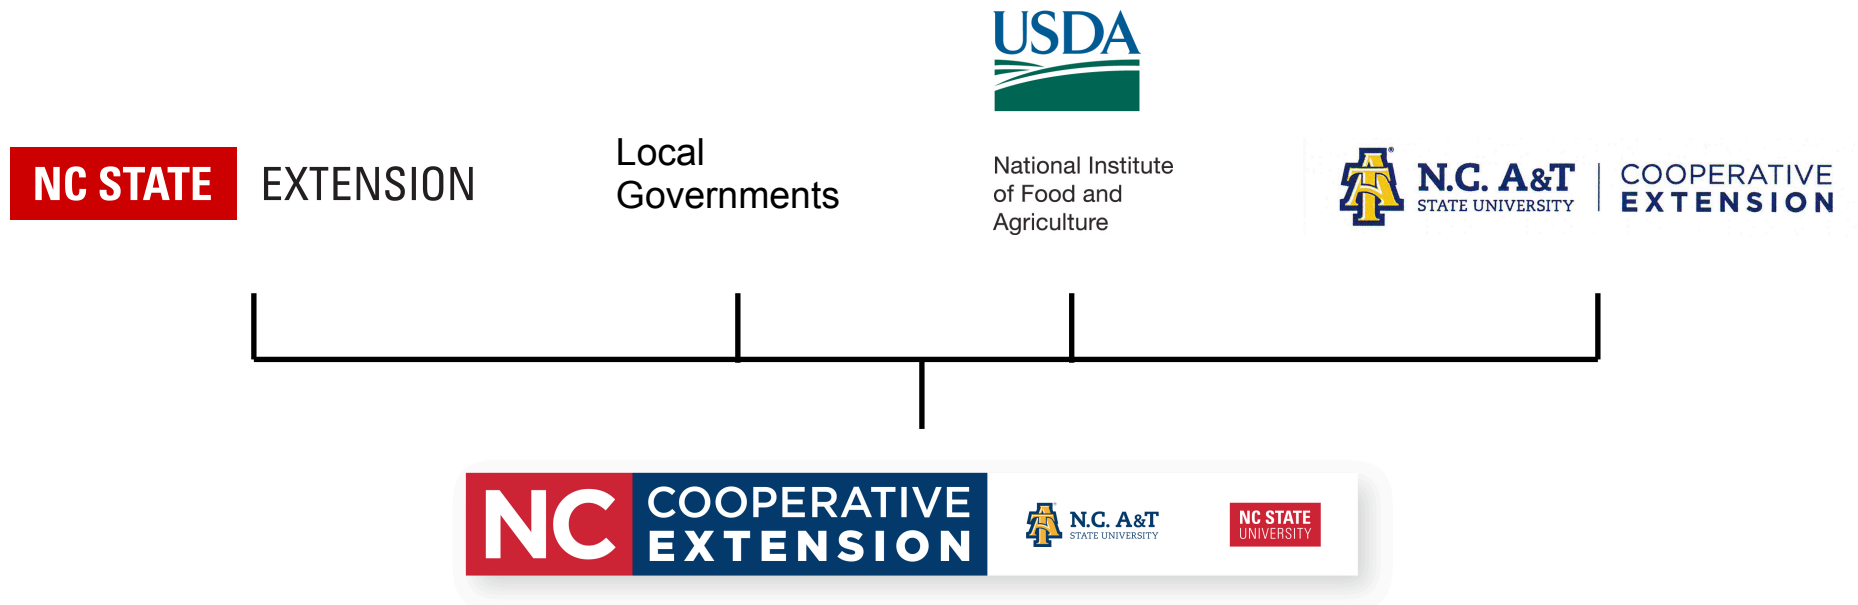 USDA
NC STATE EXTENSION
Local
Governments
National Institute
of Food and
Agriculture
N.C. A&T
STATE UNIVERSITY
COOPERATIVE
EXTENSION
NC
COOPERATIVE
EXTENSION
N.C. A&T
STATE UNIVERSITY
NC STATE
UNIVERSITY